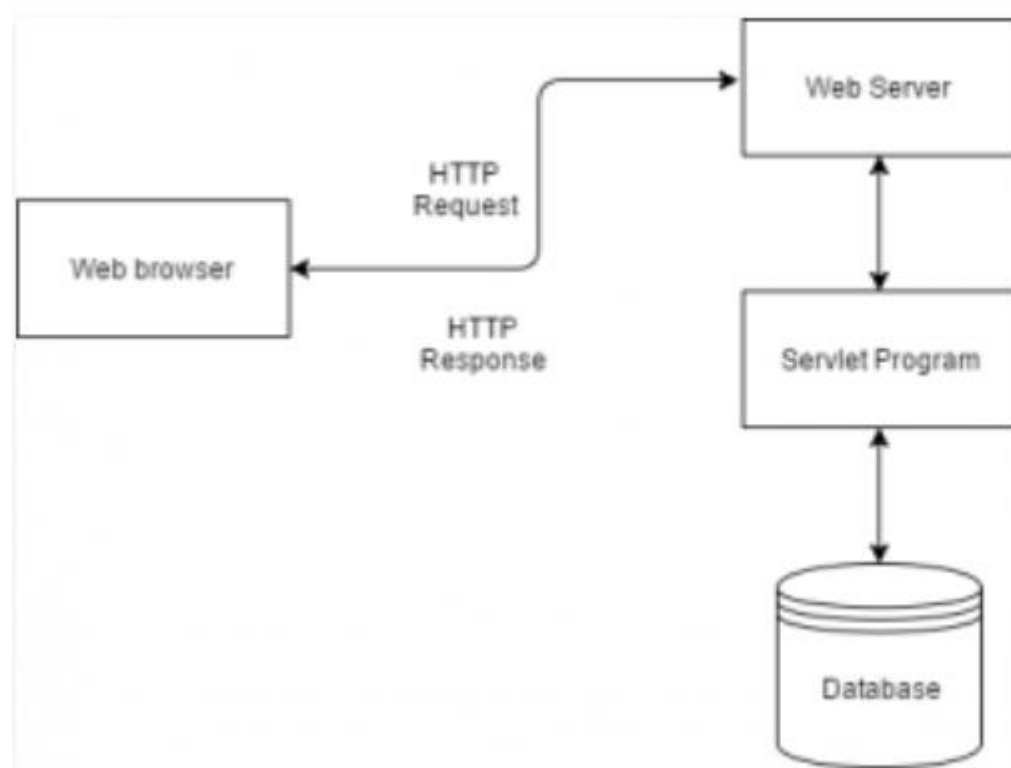 Web Server
HTTP
Request
Web browser
HTTP
Response
Servlet Program
Database